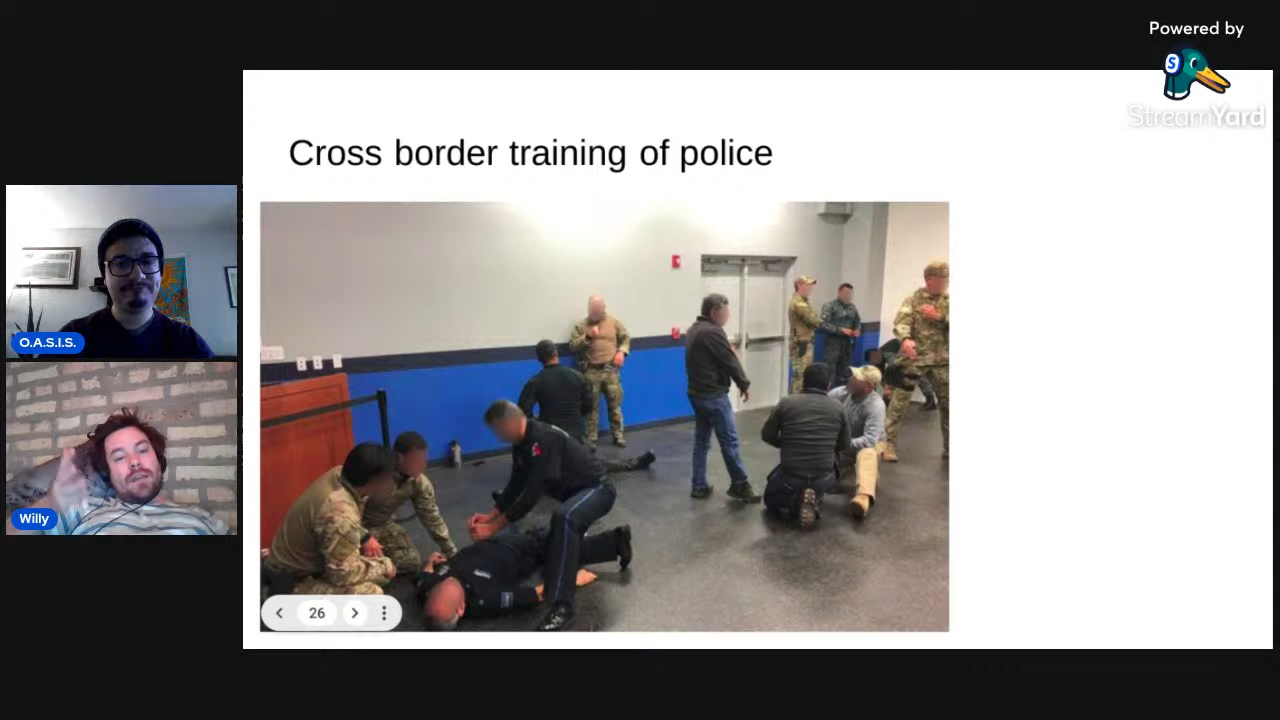 Powered by
S
StreamYard
Cross border training of police
O.A.S.I.S.
Willy
26